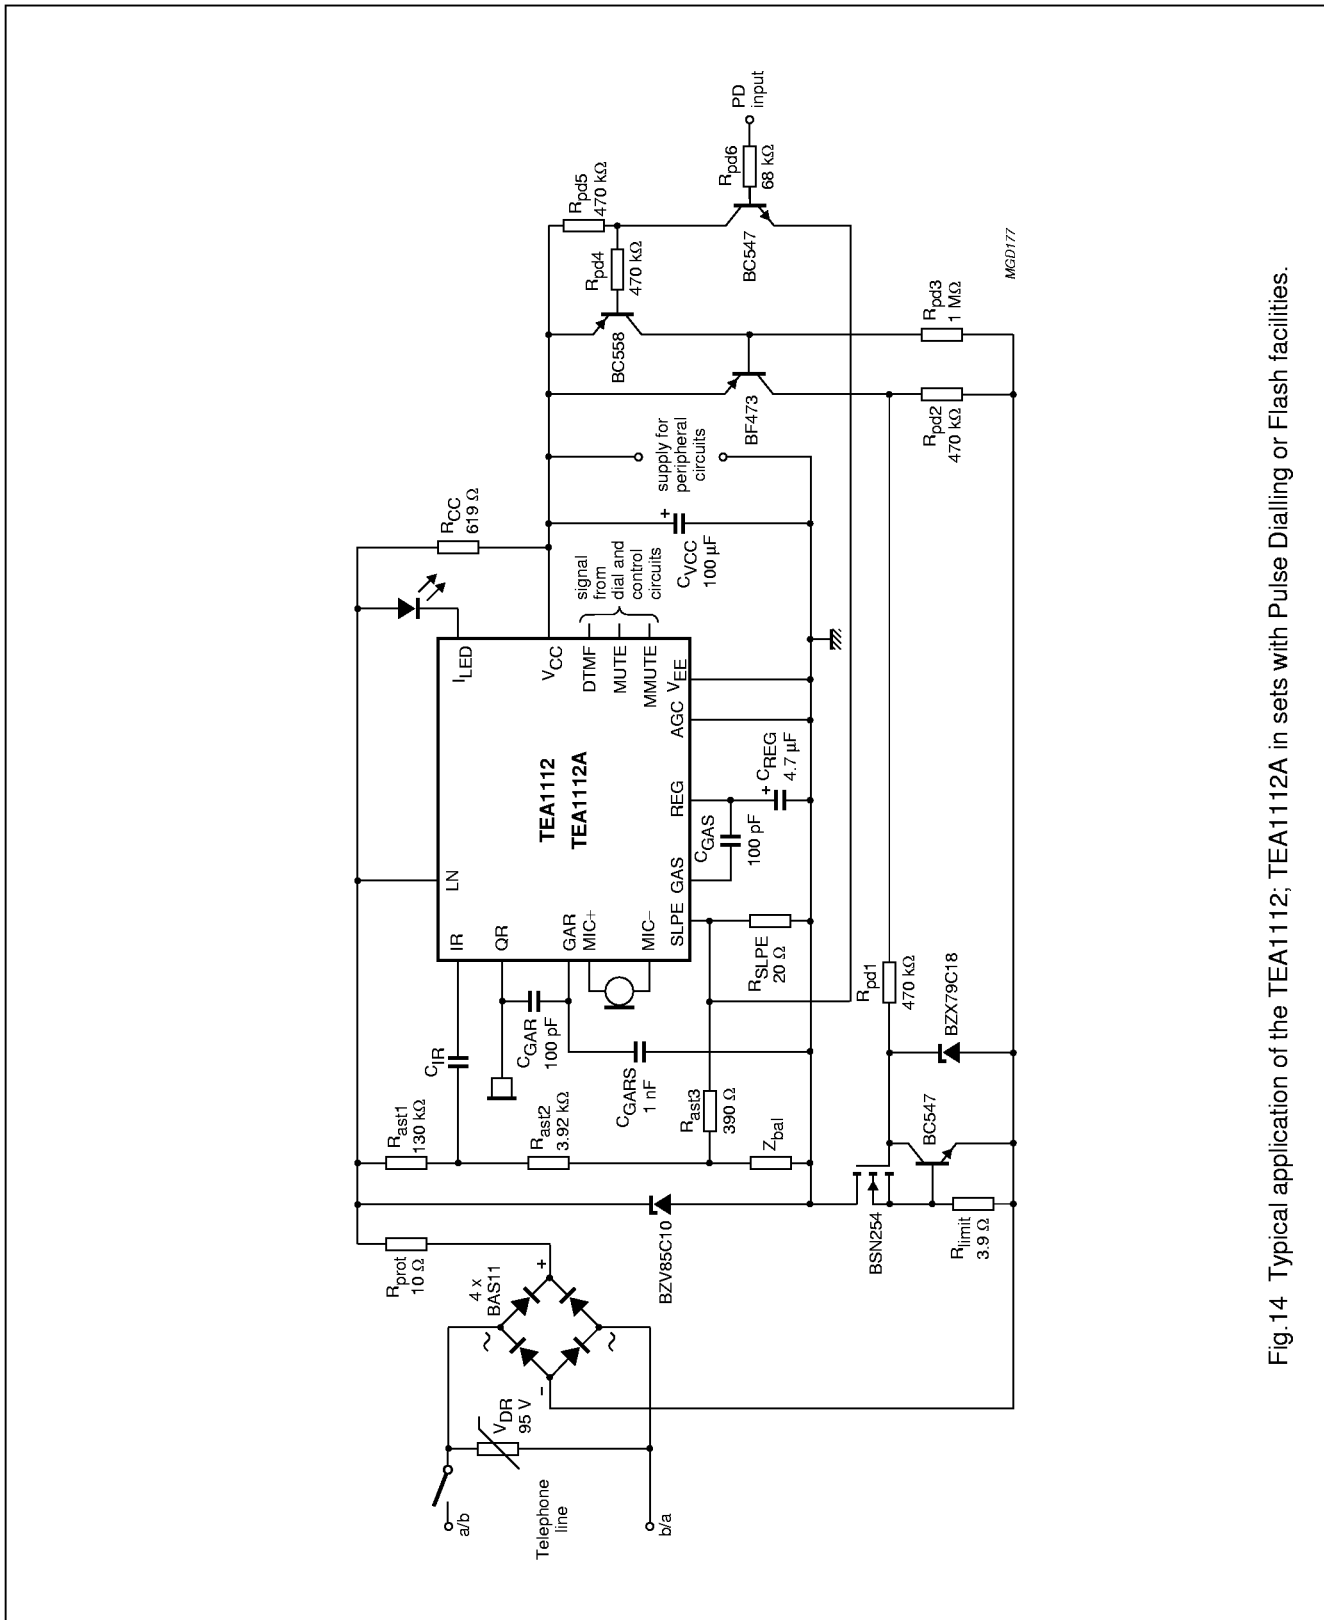 a/b
Telephone
line
b/a
VDR
95 V
~
~
+
−
4 x
BAS11
Rprot
10 Ω
BZV85C10
Rast1
130 kΩ
Rast2
3.92 kΩ
Rast3
390 Ω
Zbal
CIR
CGAR
100 pF
CGARS
1 nF
IR
QR
GAR
MIC+
MIC−
SLPE
LN
TEA1112
TEA1112A
GAS
REG
AGC
VEE
ILED
VCC
DTMF
MUTE
MMUTE
signal
from
dial and
control
circuits
RSLPE
20 Ω
CGAS
100 pF
+
CREG
4.7 µF
RCC
619 Ω
+
CVCC
100 µF
supply for
peripheral
circuits
BSN254
Rlimit
3.9 Ω
BC547
BZX79C18
Rpd1
470 kΩ
BF473
Rpd2
470 kΩ
BC558
Rpd3
1 MΩ
Rpd4
470 kΩ
Rpd5
470 kΩ
BC547
Rpd6
68 kΩ
PD
input
MGD177
Fig.14 Typical application of the TEA1112; TEA1112A in sets with Pulse Dialling or Flash facilities.